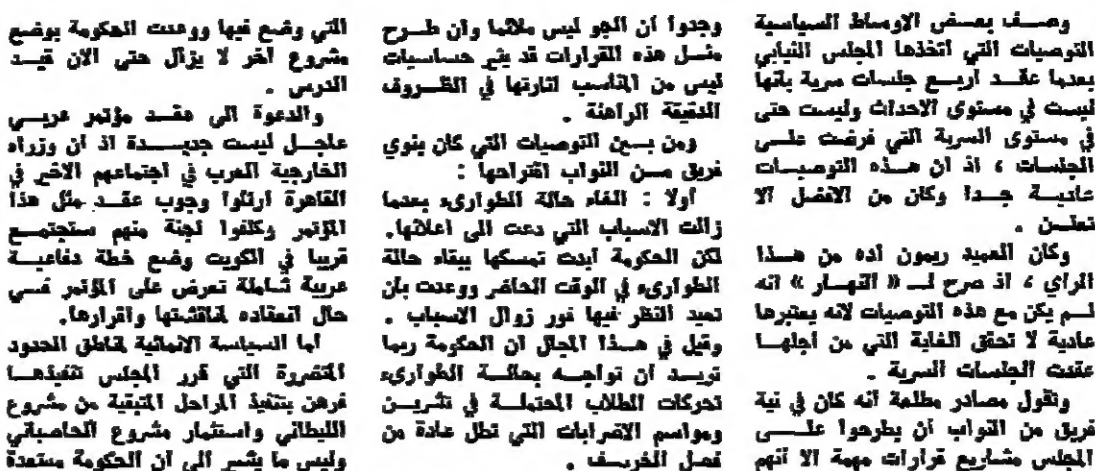 وصف بعض الاوساط السياسية
التوصيات التي اتخذها المجلس النيابي
بعدما عقد اربع جلسات سرية بانها
ليست في مستوى الاحداث وليست حتى
في مستوى السرية التي فرضت على
الجلسات ، اذ ان هذه التوصيات
عادية جدا وكان من الافضل الا
تعلن .
وكان العميد ريمون اده من هذا
الراي ، اذ صرح لـ « النهار » انه
لم يكن مع هذه التوصيات لانه يعتبرها
عادية لا تحقق الغاية التي من اجلها
عقدت الجلسات السرية .
وتقول مصادر مطلعة انه كان في نية
فريق من النواب ان يطرحوا على
المجلس مشاريع قرارات مهمة الا انهم
وجدوا ان الجو ليس ملائما وان طرح
مثل هذه القرارات قد يثير حساسيات
ليس من المناسب اثارتها في الظروف
الدقيقة الراهنة .
ومن بين التوصيات التي كان ينوي
فريق من النواب اقتراحها :
اولا : الغاء حالة الطوارىء بعدما
زالت الاسباب التي دعت الى اعلانها.
لكن الحكومة ابدت تمسكها ببقاء حالة
الطوارىء في الوقت الحاضر ووعدت بان
تعيد النظر فيها فور زوال الاسباب .
وقيل في هذا المجال ان الحكومة ربما
تريد ان تواجه بحالة الطوارىء
تحركات الطلاب المحتملة في تشرين
ومواسم الاضرابات التي تطل عادة من
فصل الخريف .
التي وضع فيها ووعدت الحكومة بوضع
مشروع آخر لا يزال حتى الان قيد
الدرس .
والدعوة الى عقد مؤتمر عربي
عاجل ليست جديدة اذ ان وزراء
الخارجية العرب في اجتماعهم الاخير في
القاهرة ارتاوا وجوب عقد مثل هذا
المؤتمر وكلفوا لجنة منهم ستجتمع
قريبا في الكويت وضع خطة دفاعية
عربية شاملة تعرض على المؤتمر في
حال انعقاده لمناقشتها واقرارها.
اما السياسة الانمائية لمناطق الحدود
المتضررة التي قرر المجلس تنفيذها
فرهن بتنفيذ المراحل المتبقية من مشروع
الليطاني واستثمار مشروع الحاصباني
وليس ما يشير الى ان الحكومة مستعدة